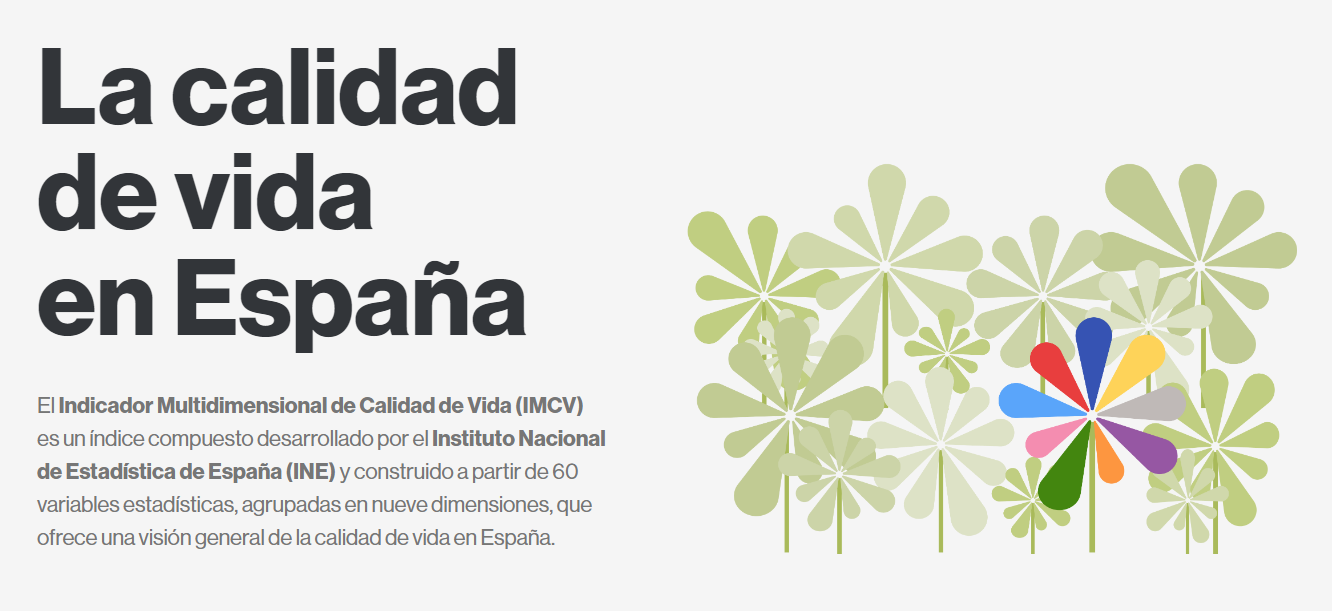 La calidad
de vida
en España
El Indicador Multidimensional de Calidad de Vida (IMCV)
es un índice compuesto desarrollado por el Instituto Nacional
de Estadística de España (INE) y construido a partir de 60
variables estadísticas, agrupadas en nueve dimensiones, que
ofrece una visión general de la calidad de vida en España.